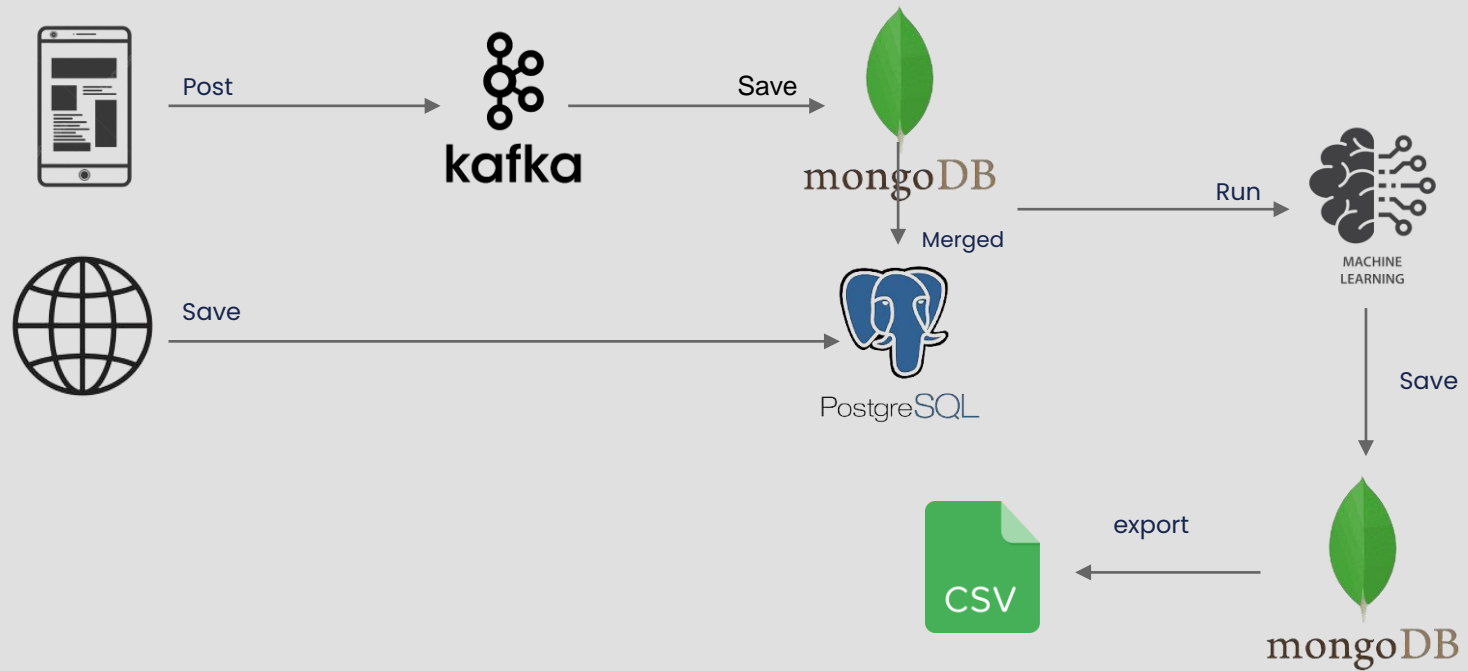 Post
kafka
Save
mongoDB
Merged
Run
MACHINE
LEARNING
Save
PostgreSQL
Save
export
CSV
mongoDB